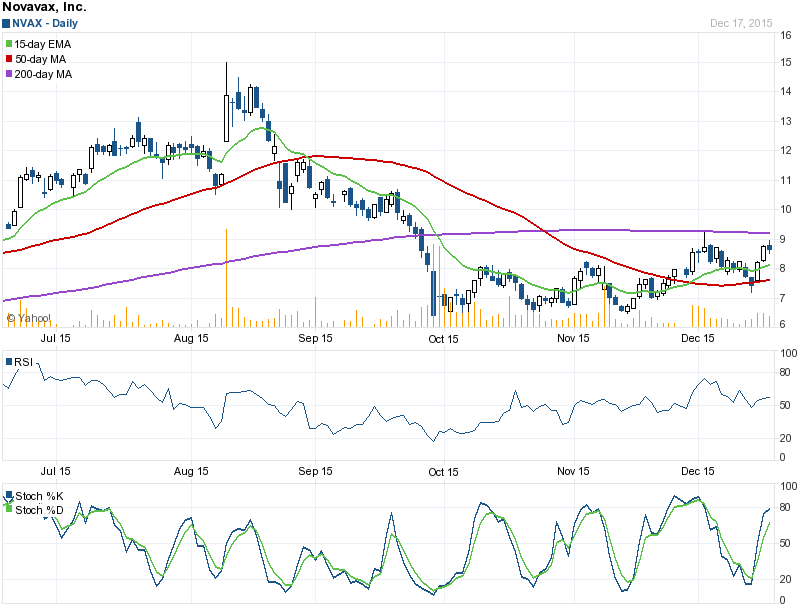 Novavax, Inc.
NVAX - Daily
Dec 17, 2015
15-day EMA
50-day MA
200-day MA
16
15
14
13
12
11
10
9
8
7
6
© Yahoo!
Jul 15
Aug 15
Sep 15
Oct 15
Nov 15
Dec 15
RSI
100
80
50
20
0
Jul 15
Aug 15
Sep 15
Oct 15
Nov 15
Dec 15
Stoch %K
Stoch %D
100
80
50
20
0